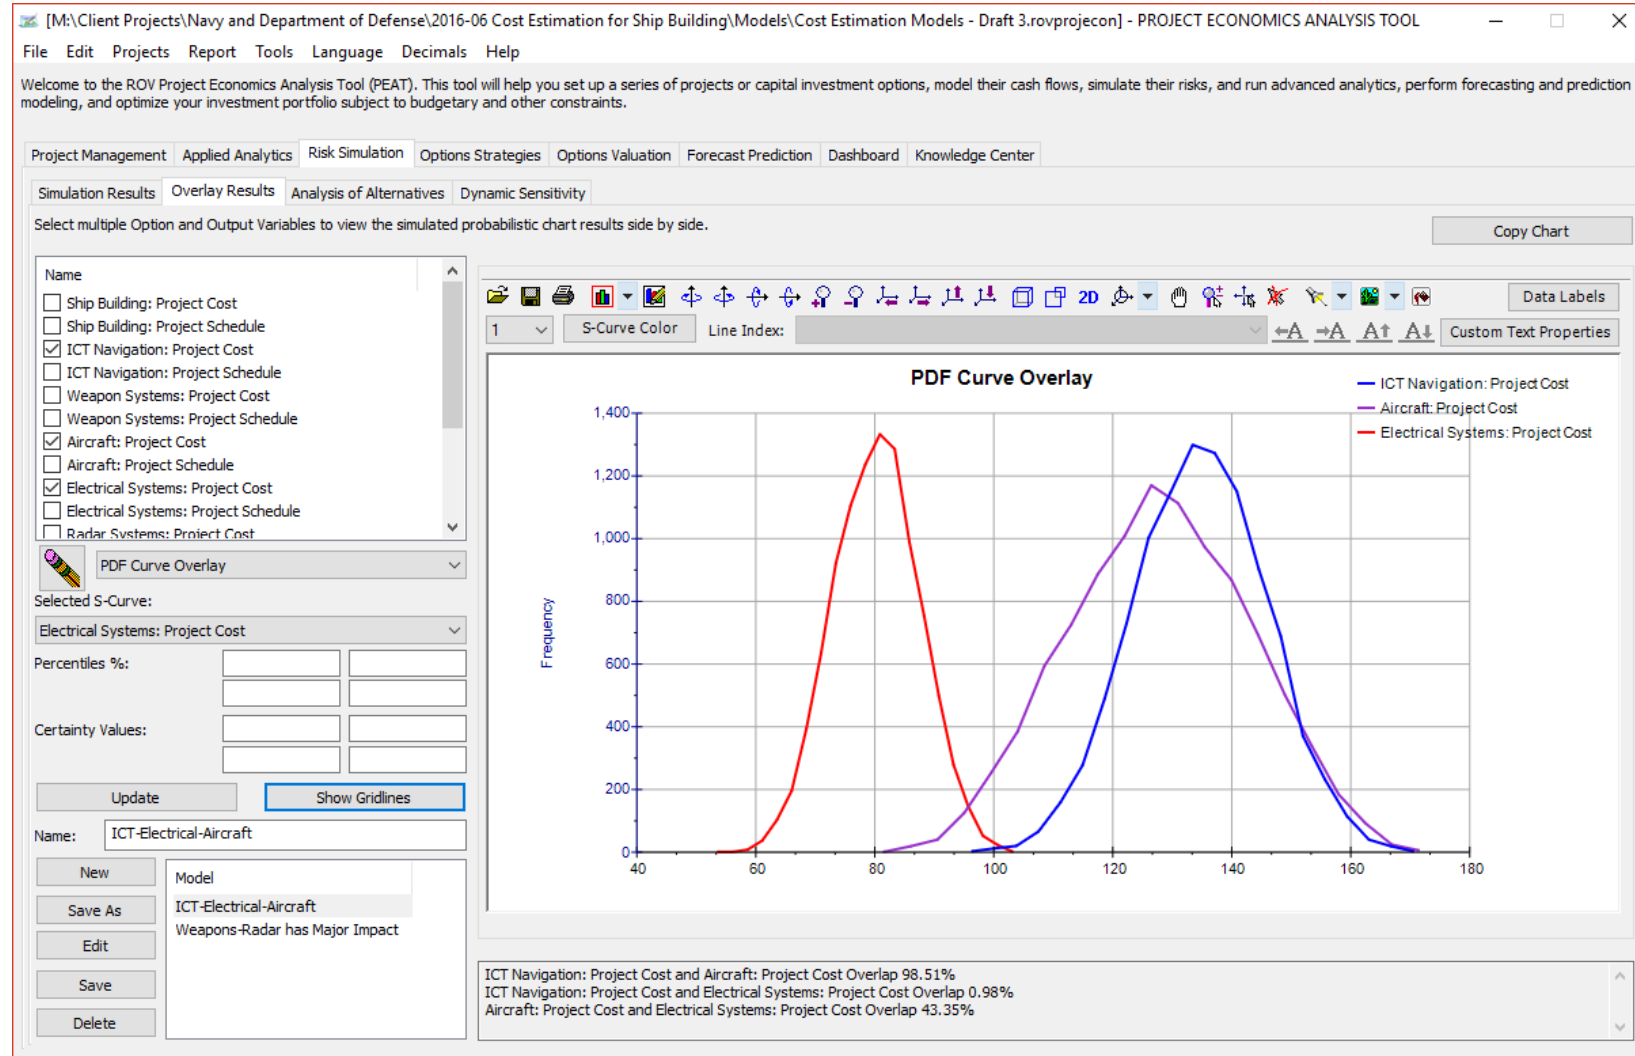 [M:\Client Projects\Navy and Department of Defense\2016-06 Cost Estimation for Ship Building\Models\Cost Estimation Models - Draft 3.rovprojecon] - PROJECT ECONOMICS ANALYSIS TOOL
File Edit Projects Report Tools Language Decimals Help
Welcome to the ROV Project Economics Analysis Tool (PEAT). This tool will help you set up a series of projects or capital investment options, model their cash flows, simulate their risks, and run advanced analytics, perform forecasting and prediction
modeling, and optimize your investment portfolio subject to budgetary and other constraints.
Project Management Applied Analytics Risk Simulation Options Strategies Options Valuation Forecast Prediction Dashboard Knowledge Center
Simulation Results Overlay Results Analysis of Alternatives Dynamic Sensitivity
Select multiple Option and Output Variables to view the simulated probabilistic chart results side by side.
Copy Chart
Name
Ship Building: Project Cost
Ship Building: Project Schedule
ICT Navigation: Project Cost
ICT Navigation: Project Schedule
Weapon Systems: Project Cost
Weapon Systems: Project Schedule
Aircraft: Project Cost
Aircraft: Project Schedule
Electrical Systems: Project Cost
Electrical Systems: Project Schedule
Radar Systems: Project Cost
PDF Curve Overlay
Selected S-Curve:
Electrical Systems: Project Cost
Percentiles %:
Certainty Values:
Update Show Gridlines
Name: ICT-Electrical-Aircraft
New
Save As
Edit
Save
Delete
Model
ICT-Electrical-Aircraft
Weapons-Radar has Major Impact
2D
Data Labels
1 S-Curve Color Line Index: A A A A Custom Text Properties
PDF Curve Overlay
ICT Navigation: Project Cost
Aircraft: Project Cost
Electrical Systems: Project Cost
Frequency
1,400
1,200
1,000
800
600
400
200
0
40 60 80 100 120 140 160 180
ICT Navigation: Project Cost and Aircraft: Project Cost Overlap 98.51%
ICT Navigation: Project Cost and Electrical Systems: Project Cost Overlap 0.98%
Aircraft: Project Cost and Electrical Systems: Project Cost Overlap 43.35%